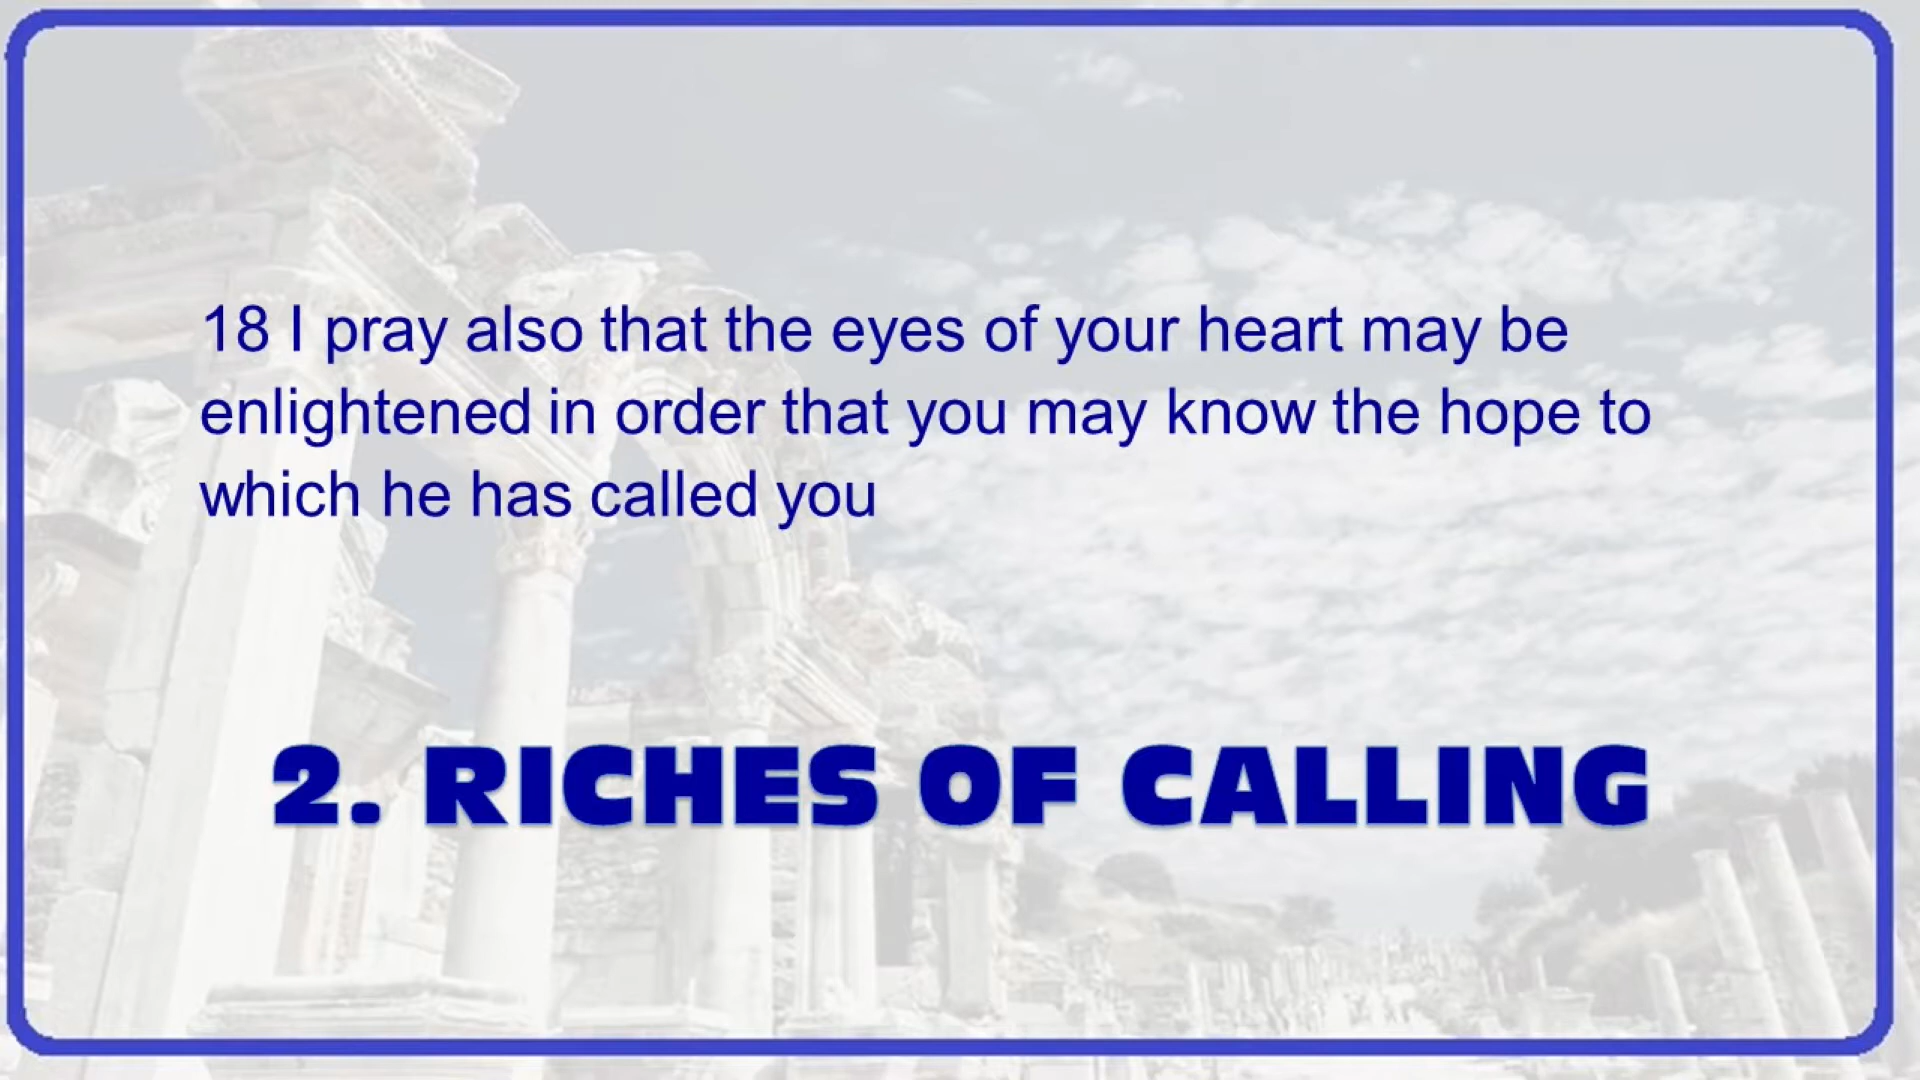 18 I pray also that the eyes of your heart may be
enlightened in order that you may know the hope to
which he has called you
2. RICHES OF CALLING